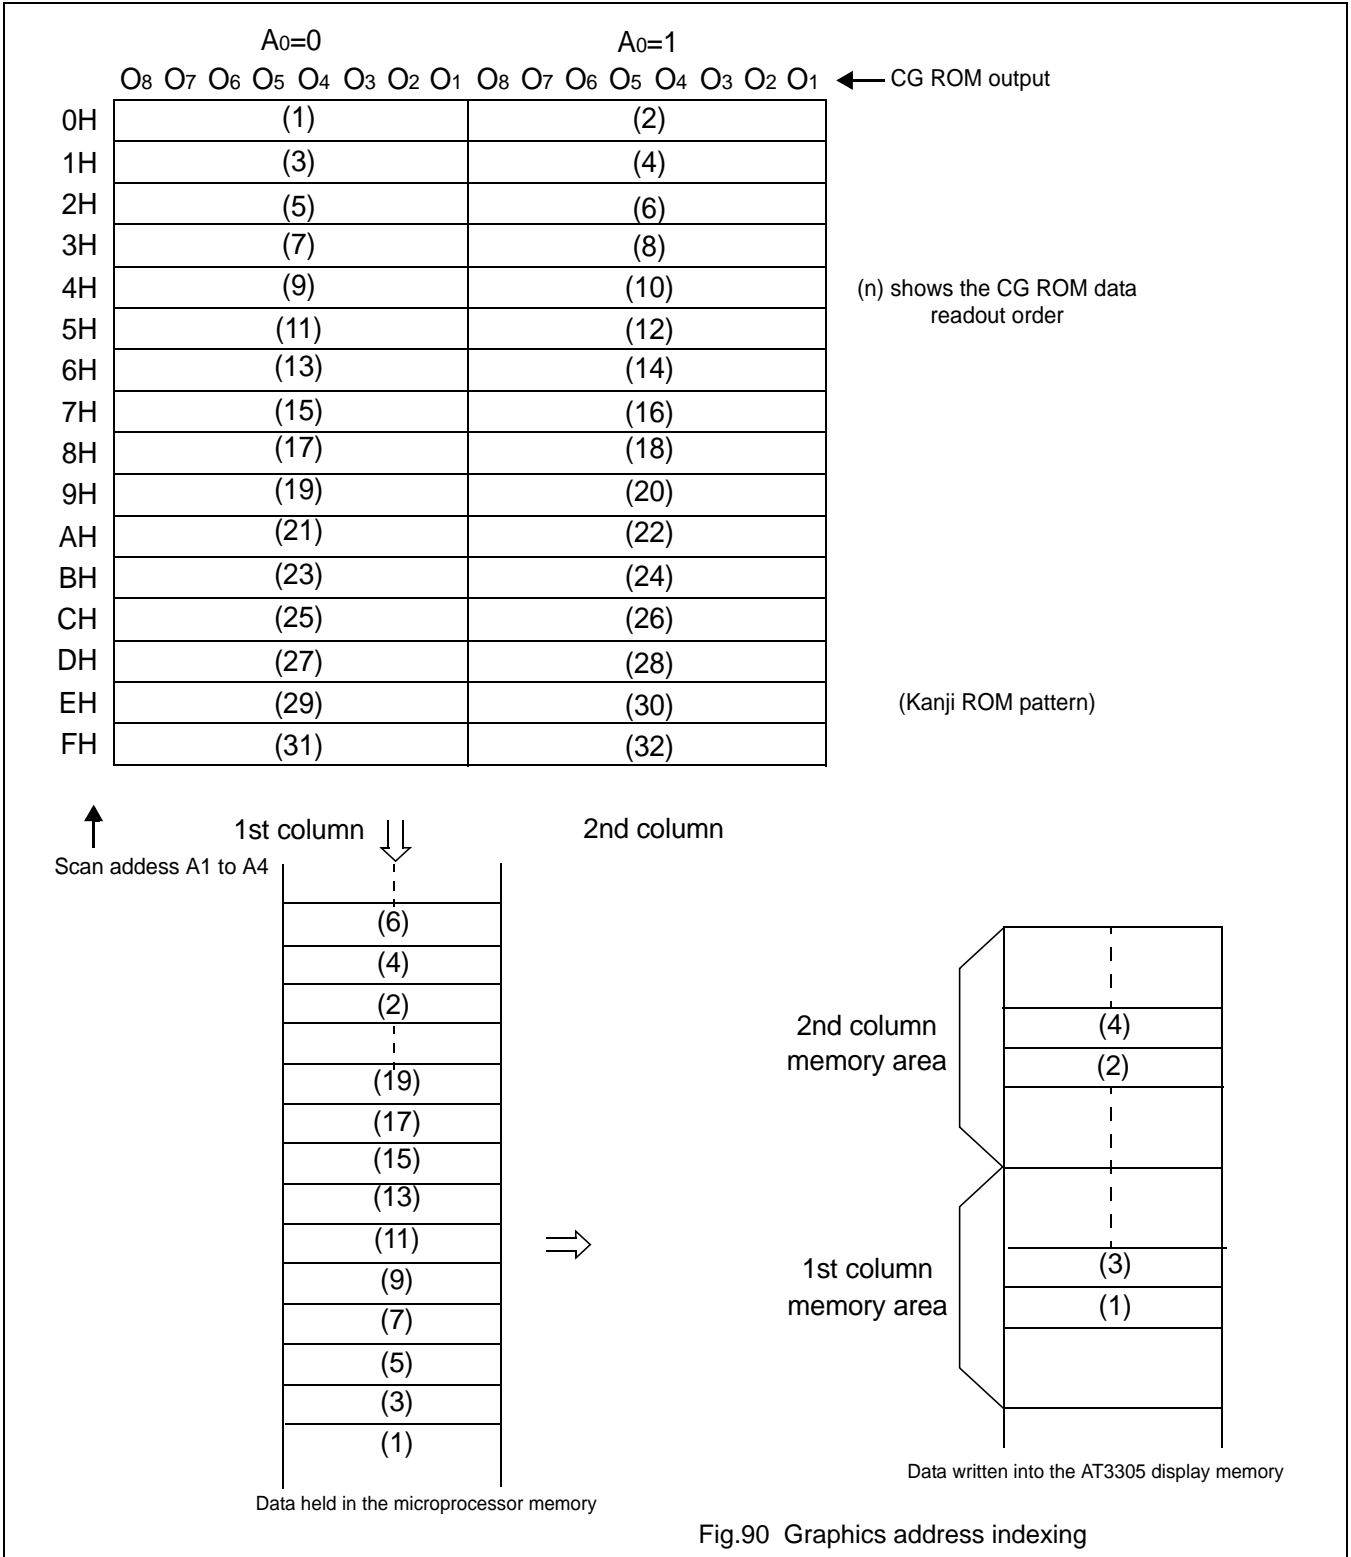 A0=0 A0=1
O8 O7 O6 O5 O4 O3 O2 O1 O8 O7 O6 O5 O4 O3 O2 O1 CG ROM output
0H (1) (2)
1H (3) (4)
2H (5) (6)
3H (7) (8)
4H (9) (10) (n) shows the CG ROM data
readout order
5H (11) (12)
6H (13) (14)
7H (15) (16)
8H (17) (18)
9H (19) (20)
AH (21) (22)
BH (23) (24)
CH (25) (26)
DH (27) (28)
EH (29) (30) (Kanji ROM pattern)
FH (31) (32)
1st column 2nd column
Scan addess A1 to A4
(6)
(4)
(2)
(19)
(17)
(15)
(13)
(11)
(9)
(7)
(5)
(3)
(1)
Data held in the microprocessor memory
2nd column
memory area
(4)
(2)
1st column
memory area
(3)
(1)
Data written into the AT3305 display memory
Fig.90 Graphics address indexing